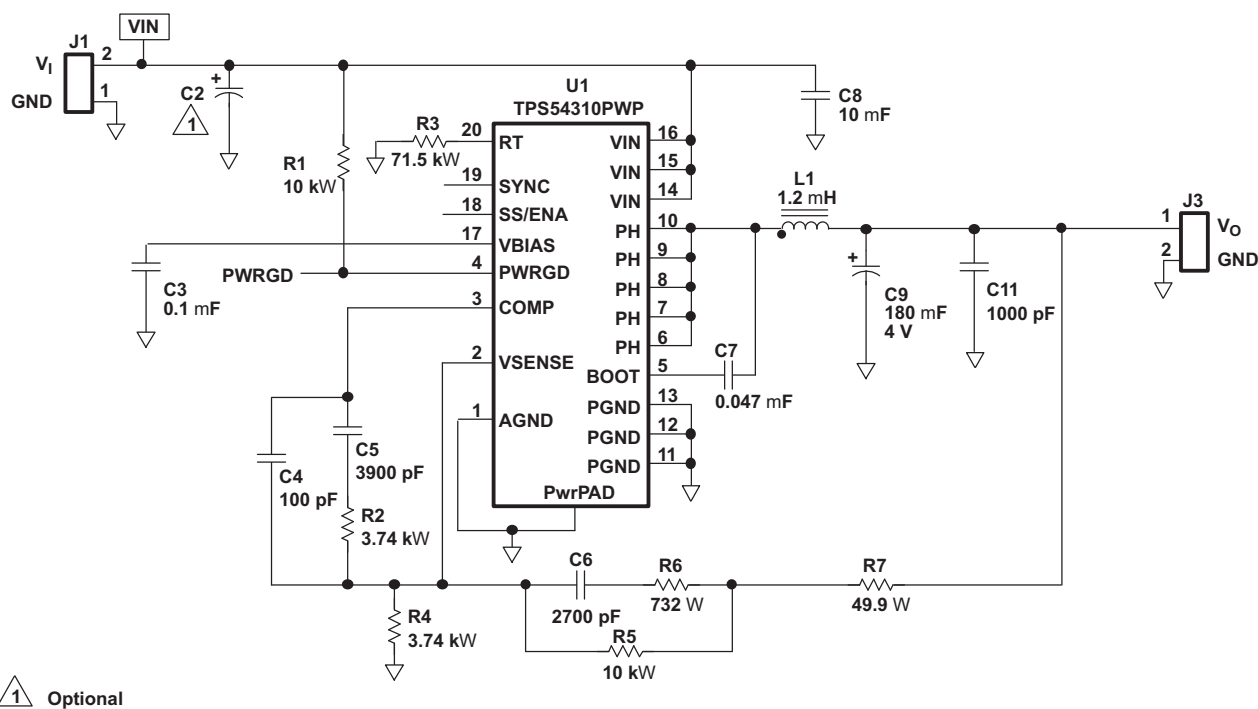 VIN
J1
2
VI
1
GND
+
C2
1
R1
10 kW
R3
71.5 kW
U1
TPS54310PWP
C8
10 mF
20
RT
19
SYNC
18
SS/ENA
17
VBIAS
4
PWRGD
3
COMP
2
VSENSE
1
AGND
PwrPAD
VIN
16
VIN
15
VIN
14
PH
10
PH
9
PH
8
PH
7
PH
6
BOOT
5
PGND
13
PGND
12
PGND
11
PWRGD
C3
0.1 mF
L1
1.2 mH
J3
1
VO
2
GND
+
C9
180 mF
4 V
C11
1000 pF
C7
0.047 mF
C4
100 pF
C5
3900 pF
R2
3.74 kW
R4
3.74 kW
C6
2700 pF
R6
732 W
R5
10 kW
R7
49.9 W
1 Optional